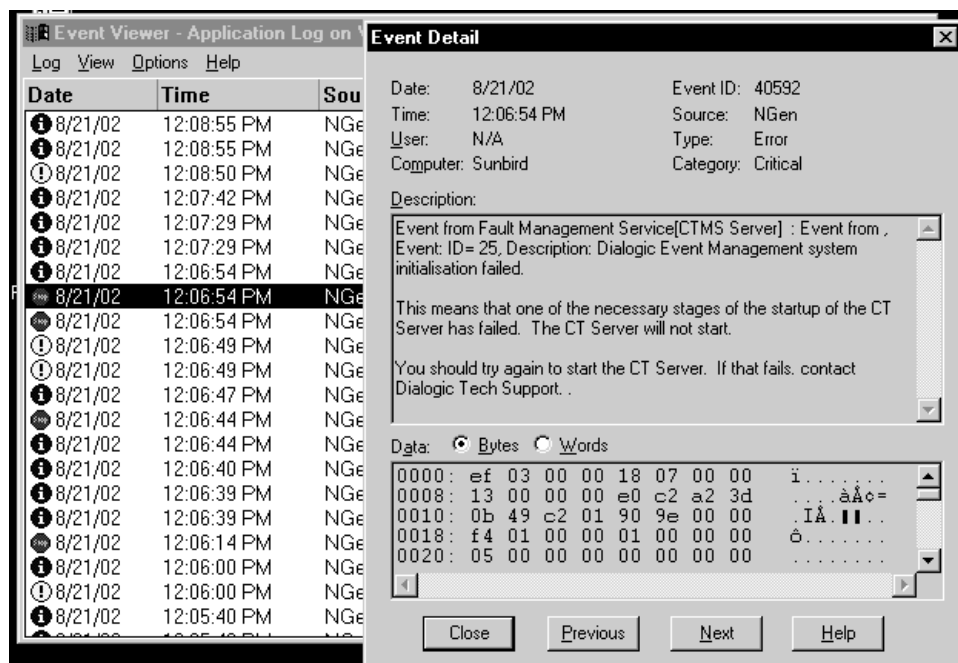 Event Viewer - Application Log on
Log View Options Help
Date Time Sou
8/21/02 12:08:55 PM NGe
8/21/02 12:08:55 PM NGe
8/21/02 12:08:50 PM NGe
8/21/02 12:07:42 PM NGe
8/21/02 12:07:29 PM NGe
8/21/02 12:07:29 PM NGe
8/21/02 12:06:54 PM NGe
8/21/02 12:06:54 PM NGe
8/21/02 12:06:54 PM NGe
8/21/02 12:06:49 PM NGe
8/21/02 12:06:49 PM NGe
8/21/02 12:06:47 PM NGe
8/21/02 12:06:44 PM NGe
8/21/02 12:06:44 PM NGe
8/21/02 12:06:40 PM NGe
8/21/02 12:06:39 PM NGe
8/21/02 12:06:39 PM NGe
8/21/02 12:06:14 PM NGe
8/21/02 12:06:00 PM NGe
8/21/02 12:06:00 PM NGe
8/21/02 12:05:40 PM NGe
Event Detail
Date: 8/21/02 Event ID: 40592
Time: 12:06:54 PM Source: NGen
User: N/A Type: Error
Computer: Sunbird Category: Critical
Description:
Event from Fault Management Service[CTMS Server] : Event from ,
Event: ID= 25, Description: Dialogic Event Management system
initialisation failed.
This means that one of the necessary stages of the startup of the CT
Server has failed. The CT Server will not start.
You should try again to start the CT Server. If that fails. contact
Dialogic Tech Support. .
Data: Bytes Words
0000: ef 03 00 00 18 07 00 00 ï.......
0008: 13 00 00 00 e0 c2 a2 3d ....àÂ¢=
0010: 0b 49 c2 01 90 9e 00 00 .IÂ.▌▌..
0018: f4 01 00 00 01 00 00 00 ô.......
0020: 05 00 00 00 00 00 00 00 ........
Close Previous Next Help